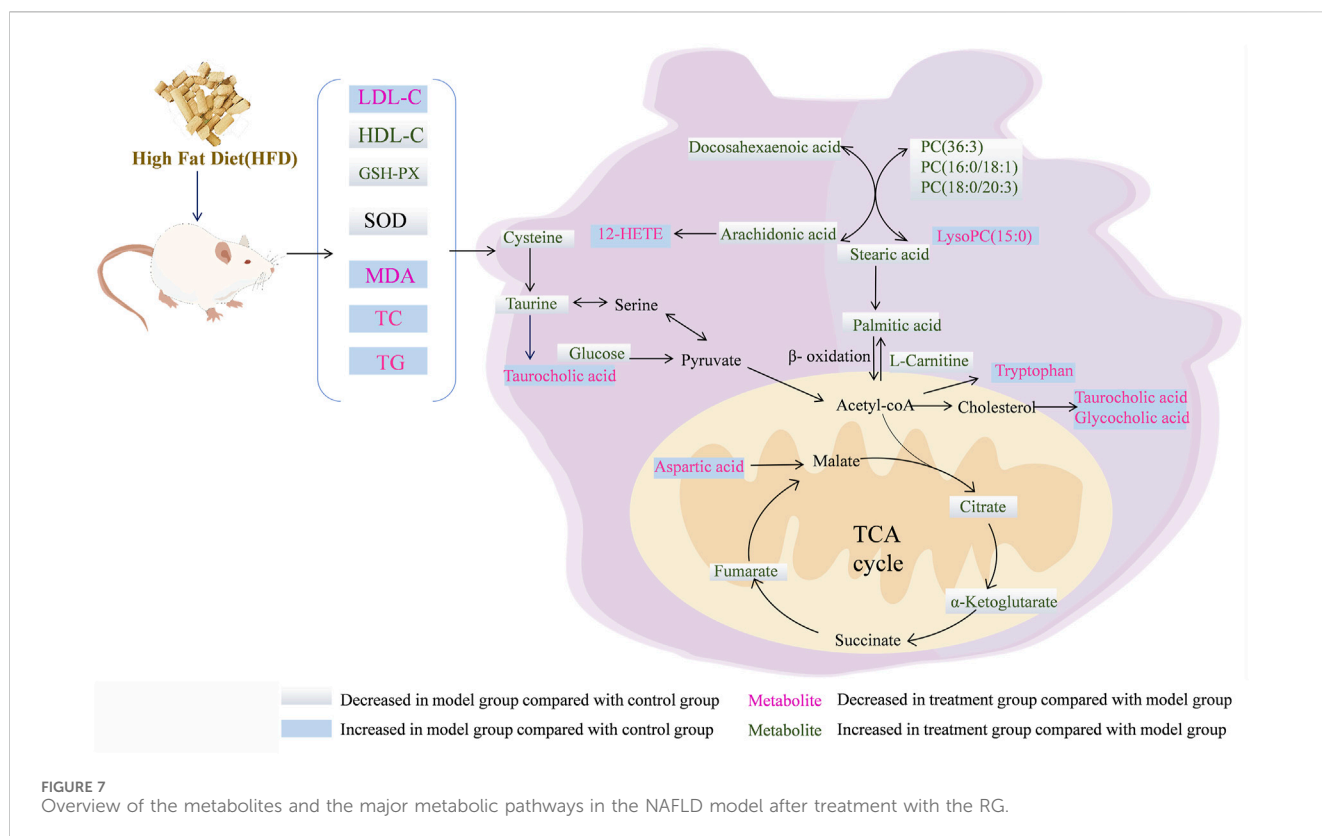 High Fat Diet(HFD)
LDL-C
HDL-C
GSH-PX
SOD
MDA
TC
TG
Docosahexaenoic acid
PC(36:3)
PC(16:0/18:1)
PC(18:0/20:3)
Cysteine
12-HETE
Arachidonic acid
LysoPC(15:0)
Stearic acid
Taurine
Serine
Palmitic acid
Glucose
Pyruvate
β- oxidation
L-Carnitine
Taurocholic acid
Tryptophan
Acetyl-coA
Cholesterol
Taurocholic acid
Glycocholic acid
Aspartic acid
Malate
Citrate
TCA
cycle
Fumarate
α-Ketoglutarate
Succinate
Decreased in model group compared with control group
Metabolite Decreased in treatment group compared with model group
Increased in model group compared with control group
Metabolite Increased in treatment group compared with model group
FIGURE 7
Overview of the metabolites and the major metabolic pathways in the NAFLD model after treatment with the RG.